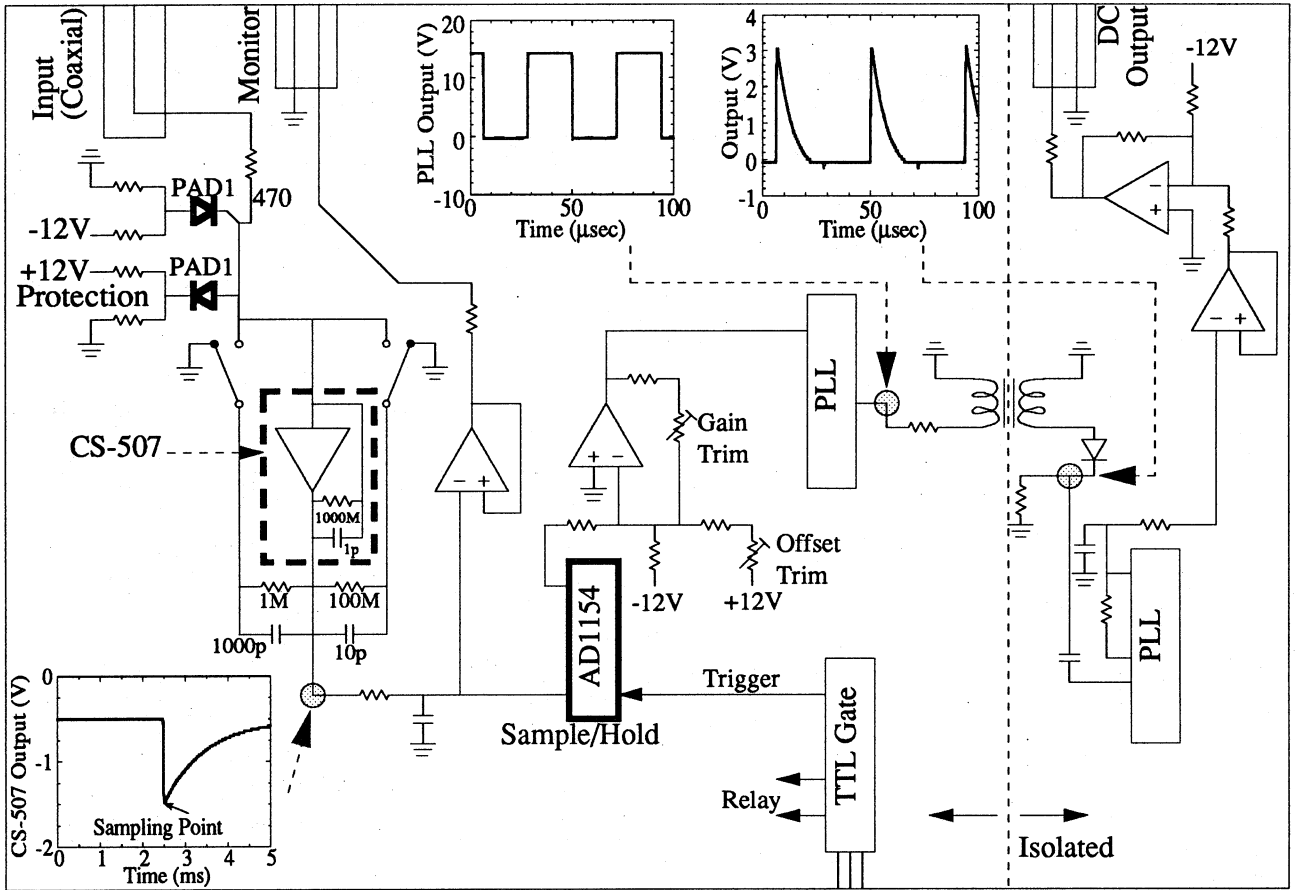 Input
(Coaxial)
Monitor
DC
Output
-12V
PLL Output (V)
20
10
0
-10
0
50
100
Time (μsec)
Output (V)
4
3
2
1
0
-1
0
50
100
Time (μsec)
PAD1
470
-12V
+12V
PAD1
Protection
CS-507
1000M
1p
1M
100M
1000p
10p
PLL
Gain
Trim
Offset
Trim
-12V
+12V
AD1154
Sample/Hold
Trigger
TTL Gate
Relay
PLL
Isolated
CS-507 Output (V)
0
-1
-2
Sampling Point
0
1
2
3
4
5
Time (ms)
+
−
−
+
−
+
−
+